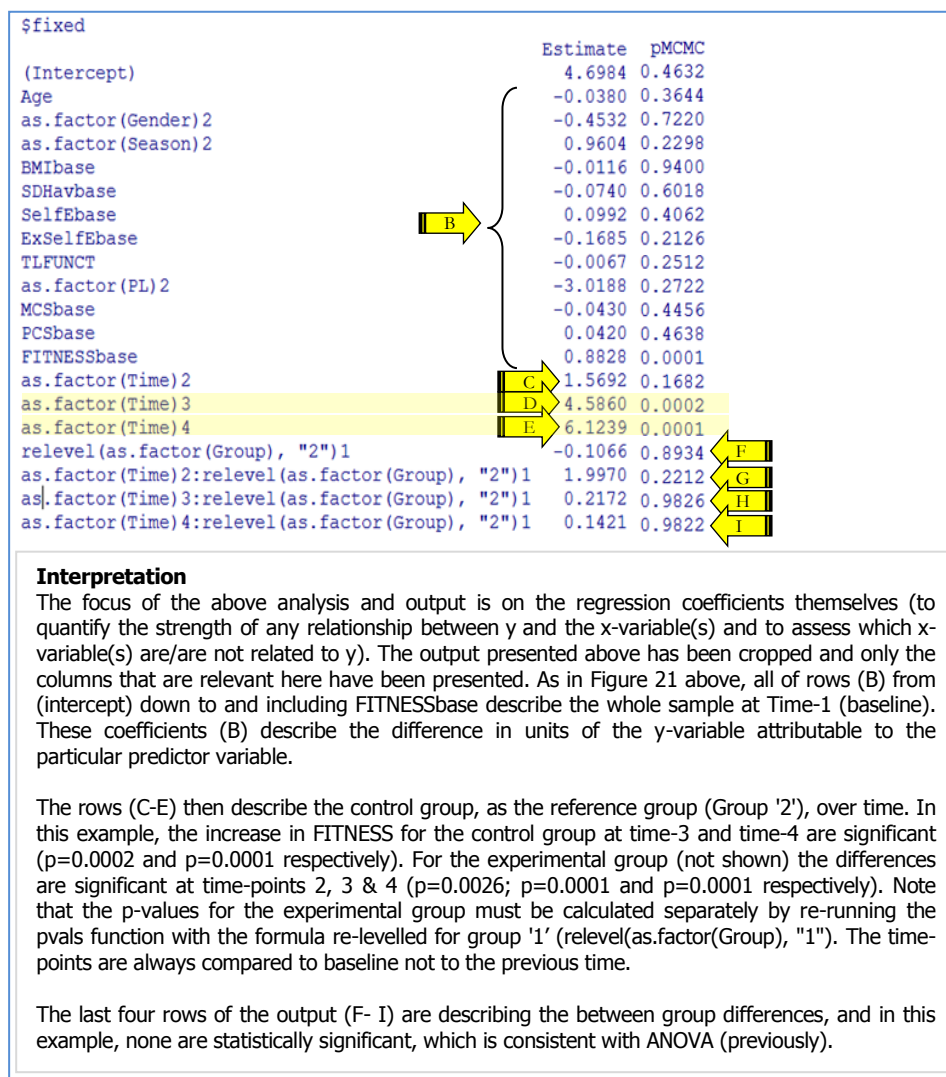 $fixed
Estimate pMCMC
(Intercept) 4.6984 0.4632
Age -0.0380 0.3644
as.factor(Gender)2 -0.4532 0.7220
as.factor(Season)2 0.9604 0.2298
BMIbase -0.0116 0.9400
SDHavbase -0.0740 0.6018
SelfEbase 0.0992 0.4062
B
ExSelfEbase -0.1685 0.2126
TLFUNCT -0.0067 0.2512
as.factor(PL)2 -3.0188 0.2722
MCSbase -0.0430 0.4456
PCSbase 0.0420 0.4638
FITNESSbase 0.8828 0.0001
as.factor(Time)2 C 1.5692 0.1682
as.factor(Time)3 D 4.5860 0.0002
as.factor(Time)4 E 6.1239 0.0001
relevel(as.factor(Group), "2")1 -0.1066 0.8934 F
as.factor(Time)2:relevel(as.factor(Group), "2")1 1.9970 0.2212 G
as.factor(Time)3:relevel(as.factor(Group), "2")1 0.2172 0.9826 H
as.factor(Time)4:relevel(as.factor(Group), "2")1 0.1421 0.9822 I
Interpretation
The focus of the above analysis and output is on the regression coefficients themselves (to
quantify the strength of any relationship between y and the x-variable(s) and to assess which x-
variable(s) are/are not related to y). The output presented above has been cropped and only the
columns that are relevant here have been presented. As in Figure 21 above, all of rows (B) from
(intercept) down to and including FITNESSbase describe the whole sample at Time-1 (baseline).
These coefficients (B) describe the difference in units of the y-variable attributable to the
particular predictor variable.
The rows (C-E) then describe the control group, as the reference group (Group '2'), over time. In
this example, the increase in FITNESS for the control group at time-3 and time-4 are significant
(p=0.0002 and p=0.0001 respectively). For the experimental group (not shown) the differences
are significant at time-points 2, 3 & 4 (p=0.0026; p=0.0001 and p=0.0001 respectively). Note
that the p-values for the experimental group must be calculated separately by re-running the
pvals function with the formula re-levelled for group '1' (relevel(as.factor(Group), "1"). The time-
points are always compared to baseline not to the previous time.
The last four rows of the output (F- I) are describing the between group differences, and in this
example, none are statistically significant, which is consistent with ANOVA (previously).